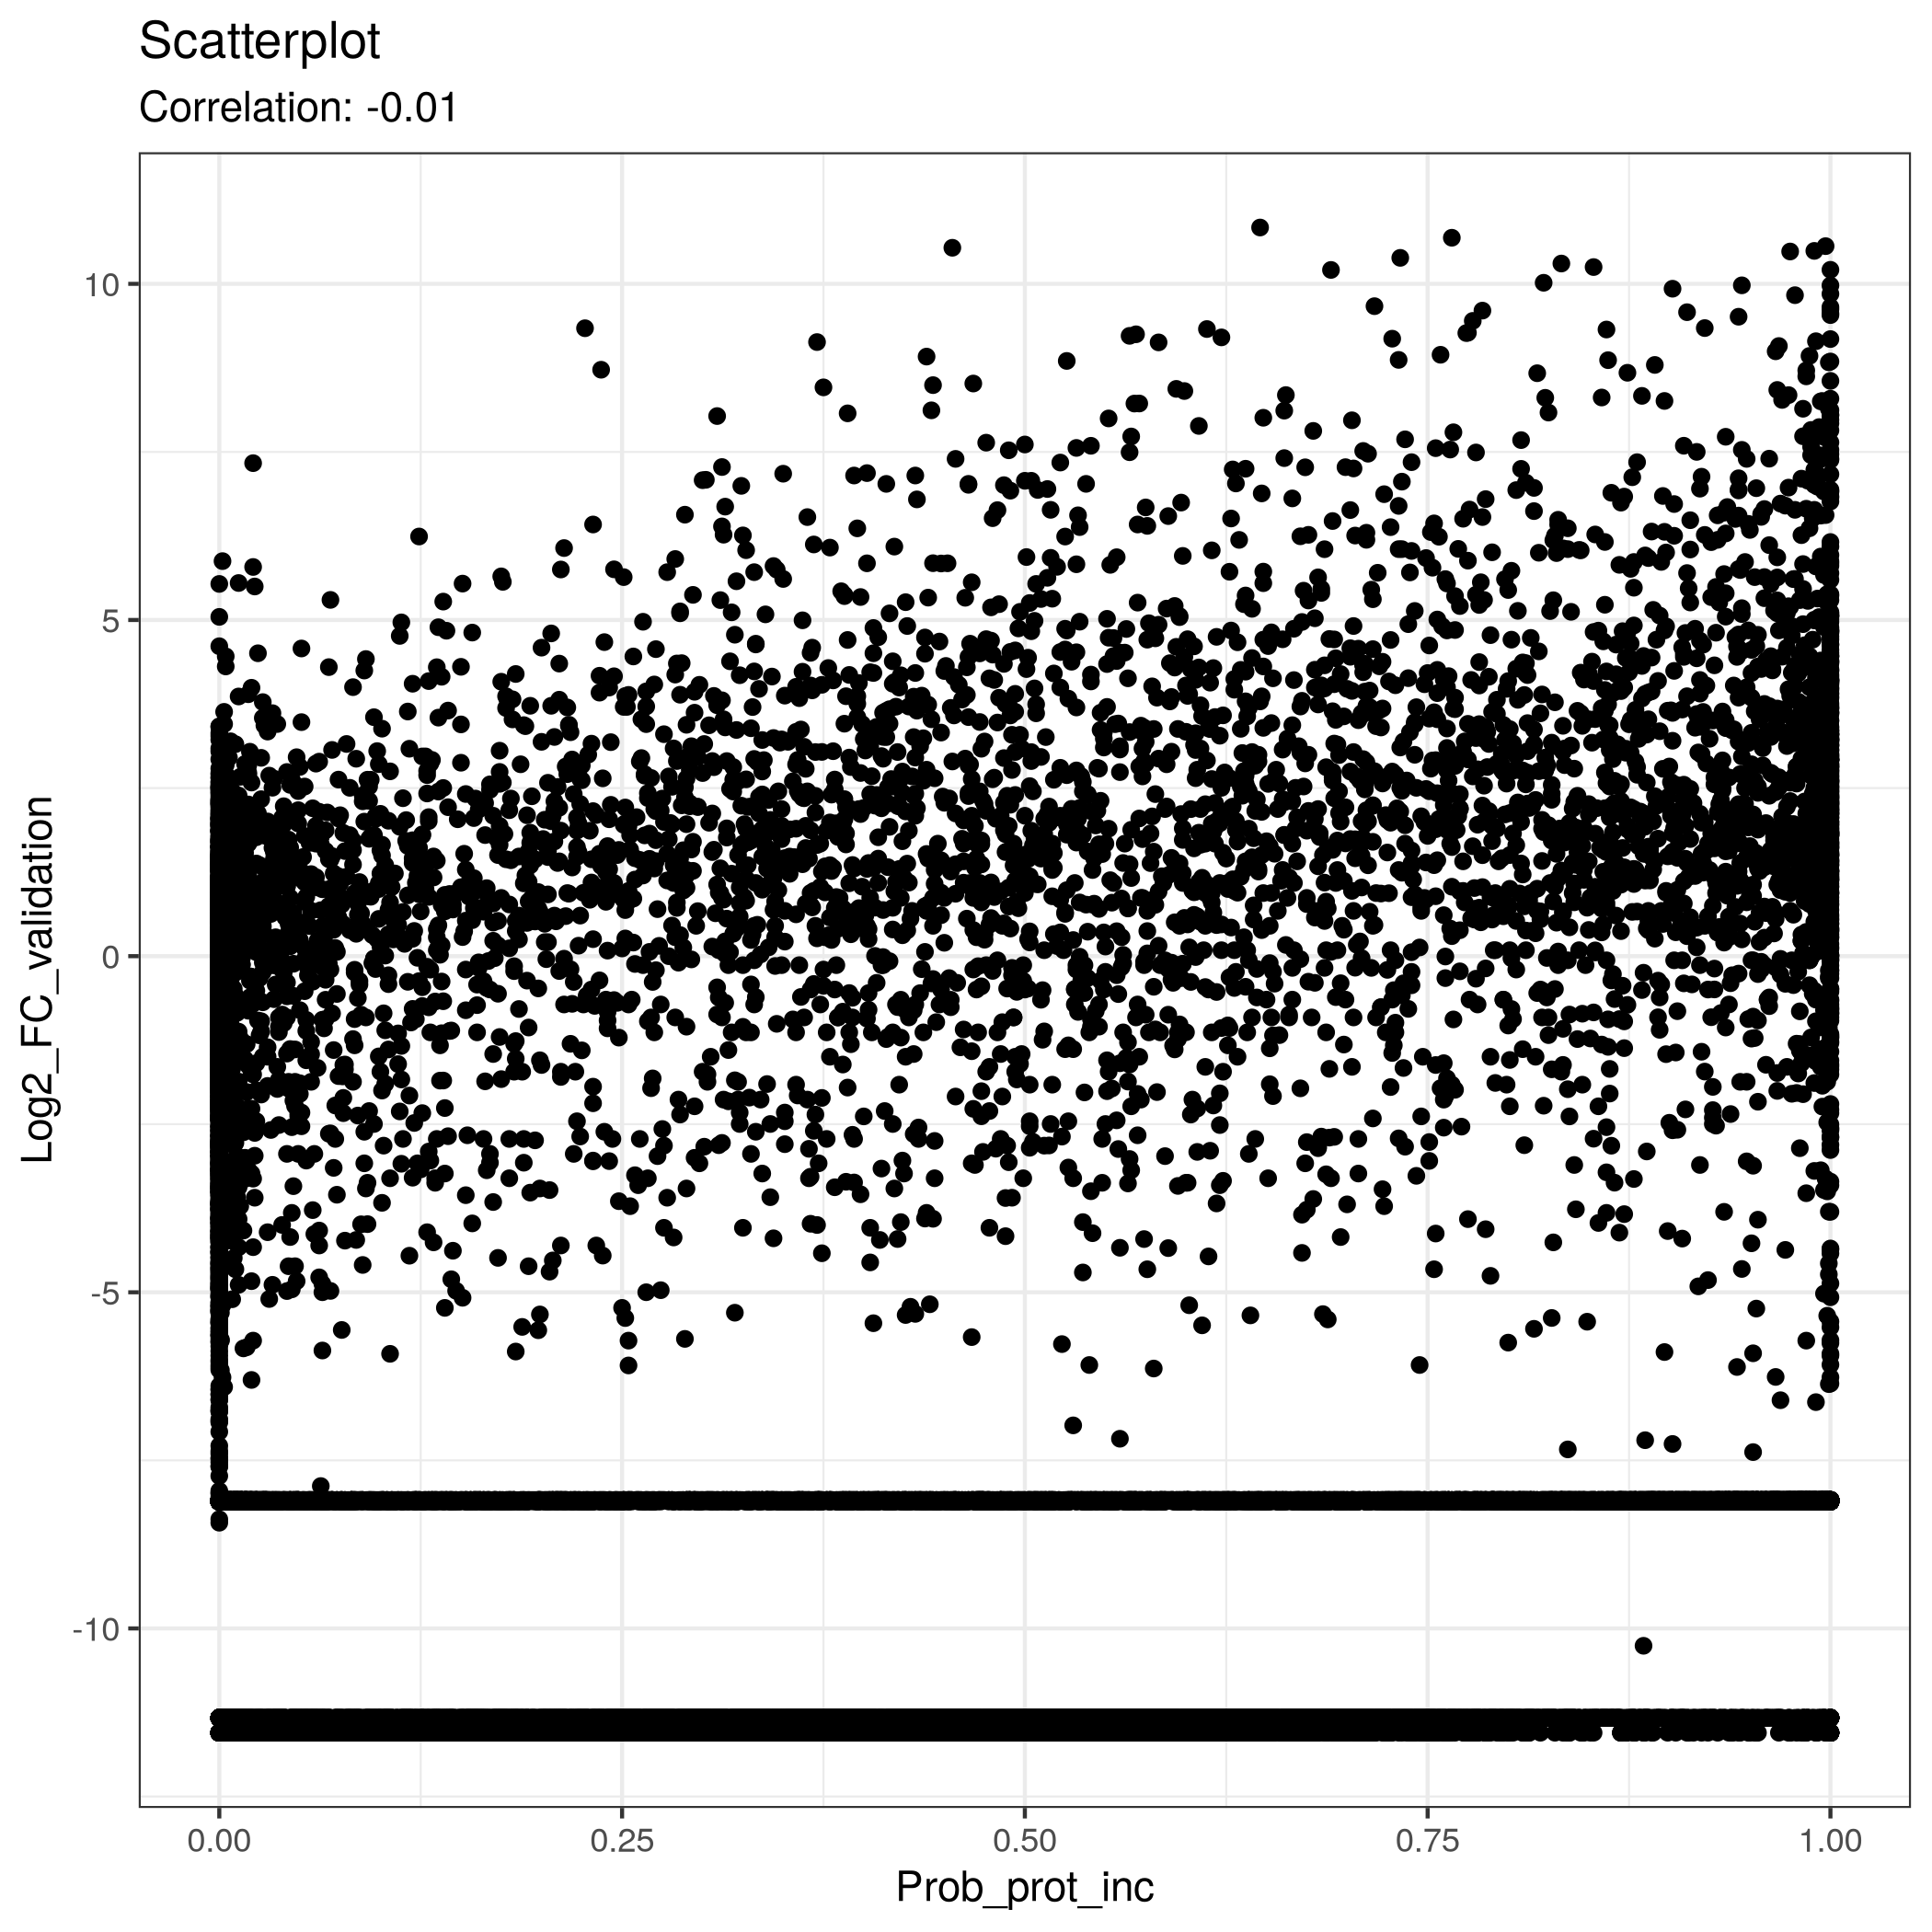 Scatterplot
Correlation: -0.01
Log2_FC_validation
10
5
0
-5
-10
0.00
0.25
0.50
0.75
1.00
Prob_prot_inc